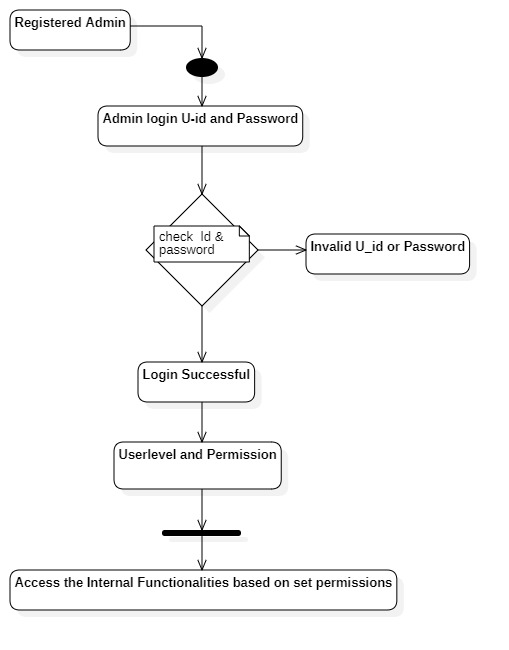 Registered Admin
Admin login U-id and Password
check Id &
password
Invalid U_id or Password
Login Successful
Userlevel and Permission
Access the Internal Functionalities based on set permissions